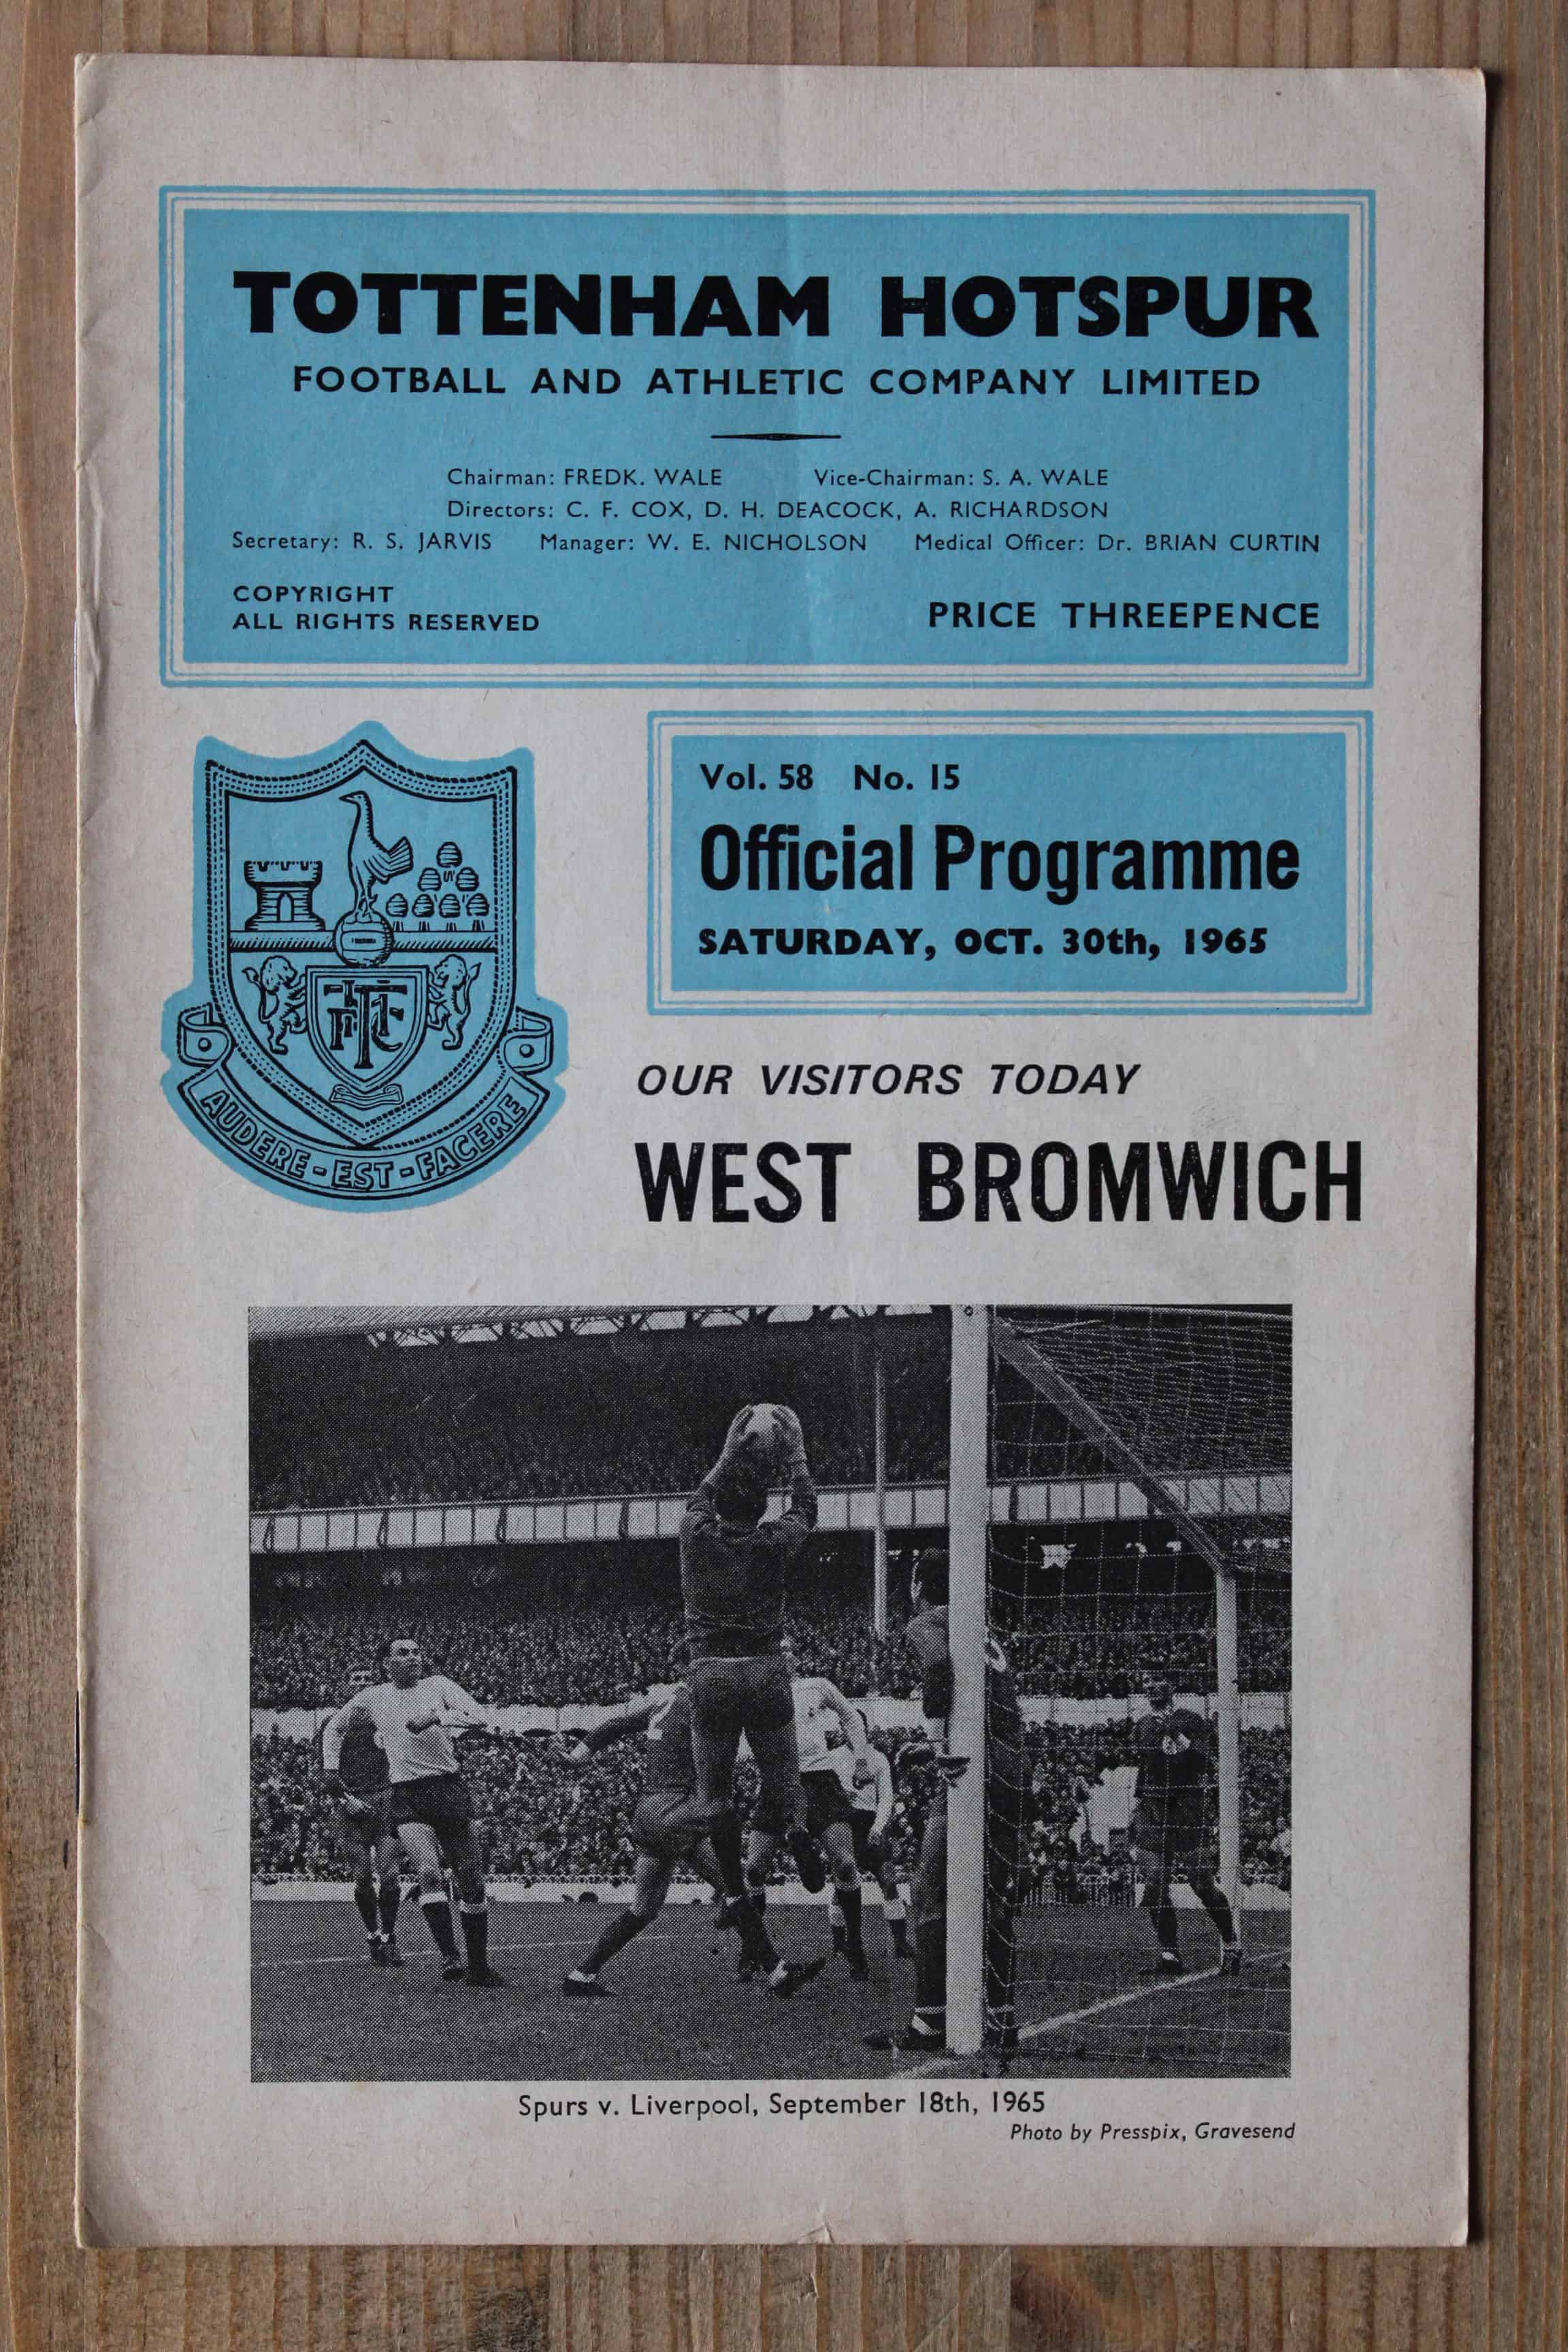 TOTTENHAM HOTSPUR
FOOTBALL AND ATHLETIC COMPANY LIMITED
Chairman: FREDK. WALE Vice-Chairman: S. A. WALE
Directors: C. F. COX, D. H. DEACOCK, A. RICHARDSON
Secretary: R. S. JARVIS Manager: W. E. NICHOLSON Medical Officer: Dr. BRIAN CURTIN
COPYRIGHT
ALL RIGHTS RESERVED
PRICE THREEPENCE
Vol. 58 No. 15
Official Programme
SATURDAY, OCT. 30th, 1965
AUDERE-EST-FACERE
OUR VISITORS TODAY
WEST BROMWICH
Spurs v. Liverpool, September 18th, 1965
Photo by Presspix, Gravesend